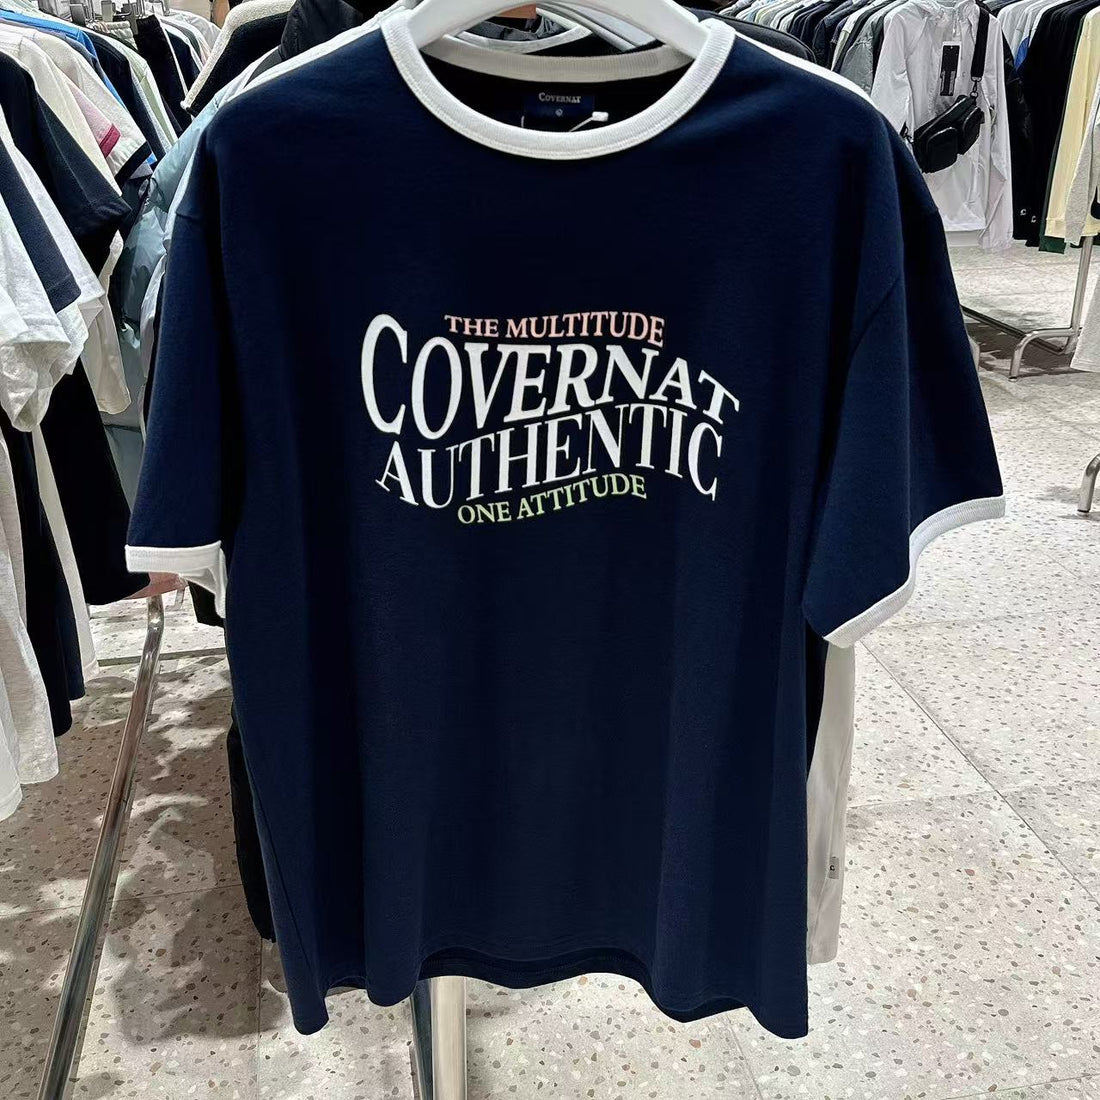 COVERNAT
THE MULTITUDE
COVERNAT
AUTHENTIC
ONE ATTITUDE